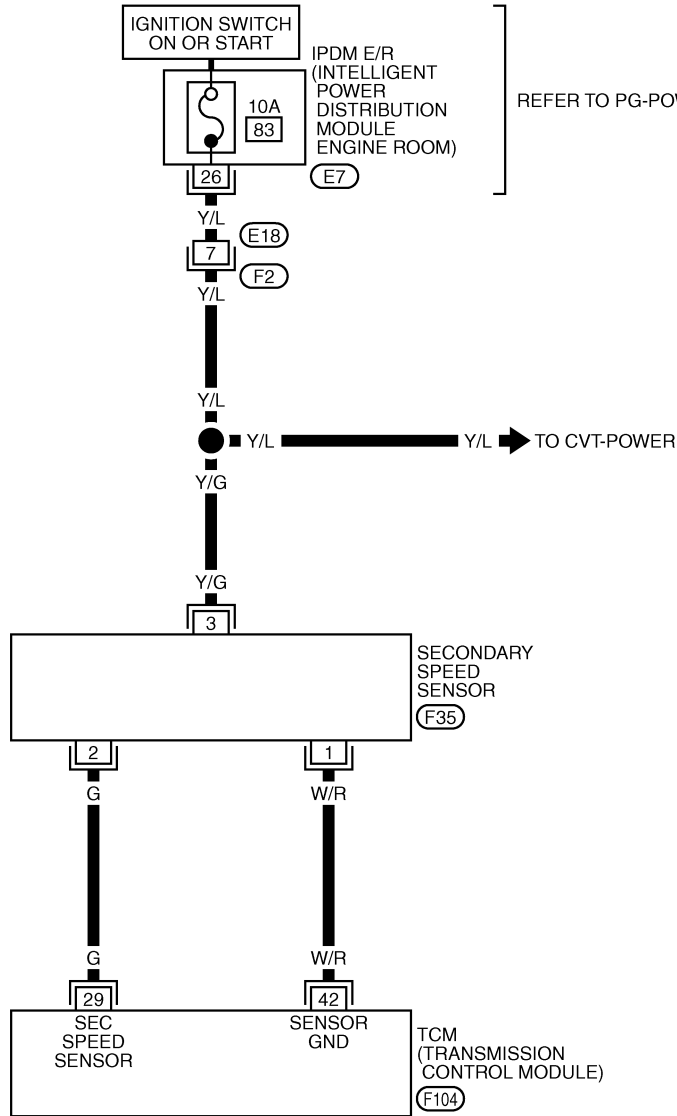 IGNITION SWITCH
ON OR START
IPDM E/R
(INTELLIGENT
POWER
DISTRIBUTION
MODULE
ENGINE ROOM)
REFER TO PG-POW
10A
83
26
E7
Y/L
E18
7
F2
Y/L
Y/L
Y/L
Y/L
TO CVT-POWER
Y/G
Y/G
3
SECONDARY
SPEED
SENSOR
F35
2
1
G
W/R
G
W/R
29
42
SEC
SPEED
SENSOR
SENSOR
GND
TCM
(TRANSMISSION
CONTROL MODULE)
F104